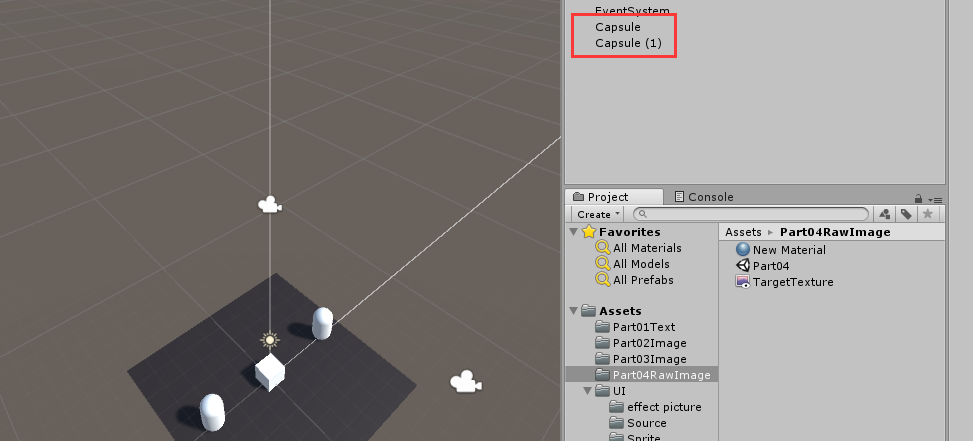 EventSystem
Capsule
Capsule (1)
Project
Console
Create
Favorites
All Materials
All Models
All Prefabs
Assets
Part01Text
Part02Image
Part03Image
Part04RawImage
UI
effect picture
Source
Sprite
Assets ▸ Part04RawImage
New Material
Part04
TargetTexture